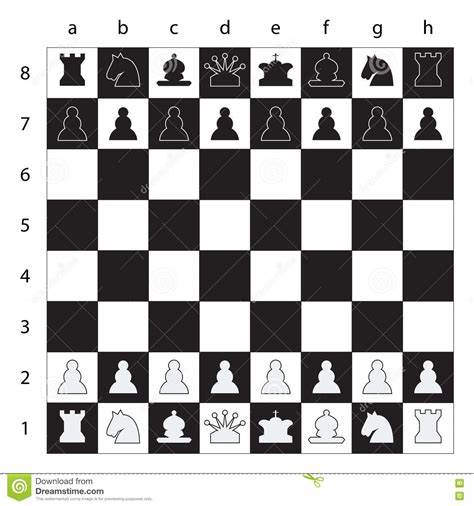 a b c d e f g h
8
7
6
5
4
3
2
1
Download from
Dreamstime.com
This watermarked comp image is for previewing purposes only.